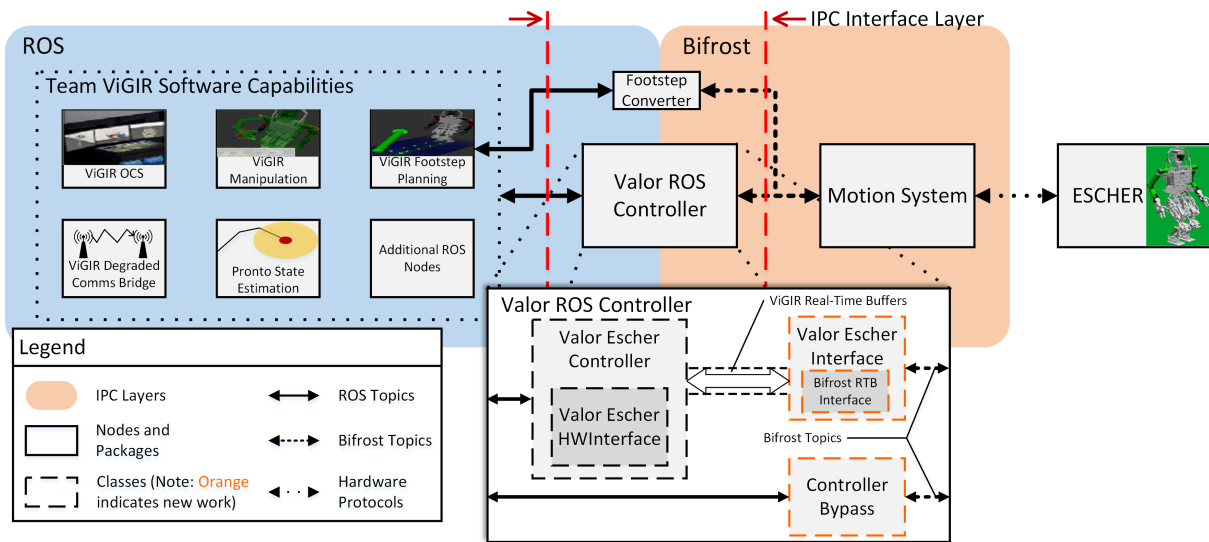 IPC Interface Layer
ROS
Bifrost
Team ViGIR Software Capabilities
Footstep
Converter
ViGIR OCS
ViGIR
Manipulation
ViGIR Footstep
Planning
Valor ROS
Controller
Motion System
ESCHER
ViGIR Degraded
Comms Bridge
Pronto State
Estimation
Additional ROS
Nodes
Valor ROS Controller
ViGIR Real-Time Buffers
Valor Escher
Controller
Valor Escher
HWInterface
Valor Escher
Interface
Bifrost RTB
Interface
Bifrost Topics
Controller
Bypass
Legend
IPC Layers
ROS Topics
Nodes and
Packages
Bifrost Topics
Classes (Note: Orange
indicates new work)
Hardware
Protocols